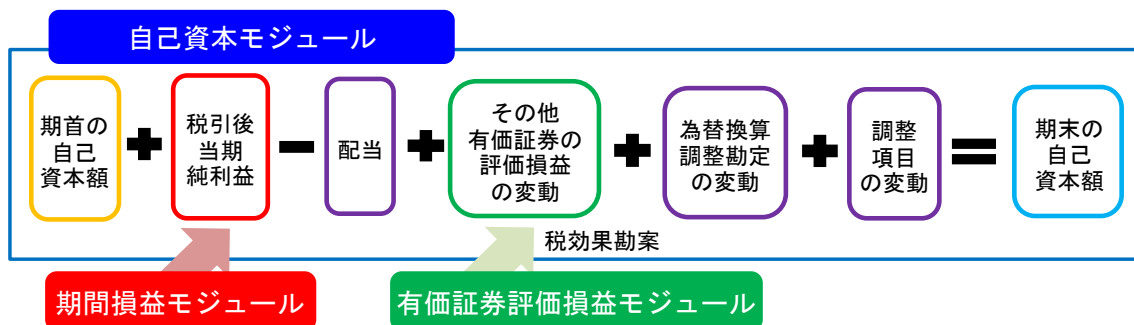 自己資本モジュール
期首の
自己
資本額
＋
税引後
当期
純利益
－
配当
＋
その他
有価証券の
評価損益
の変動
＋
為替換算
調整勘定
の変動
＋
調整
項目
の変動
＝
期末の
自己
資本額
税効果勘案
期間損益モジュール
有価証券評価損益モジュール